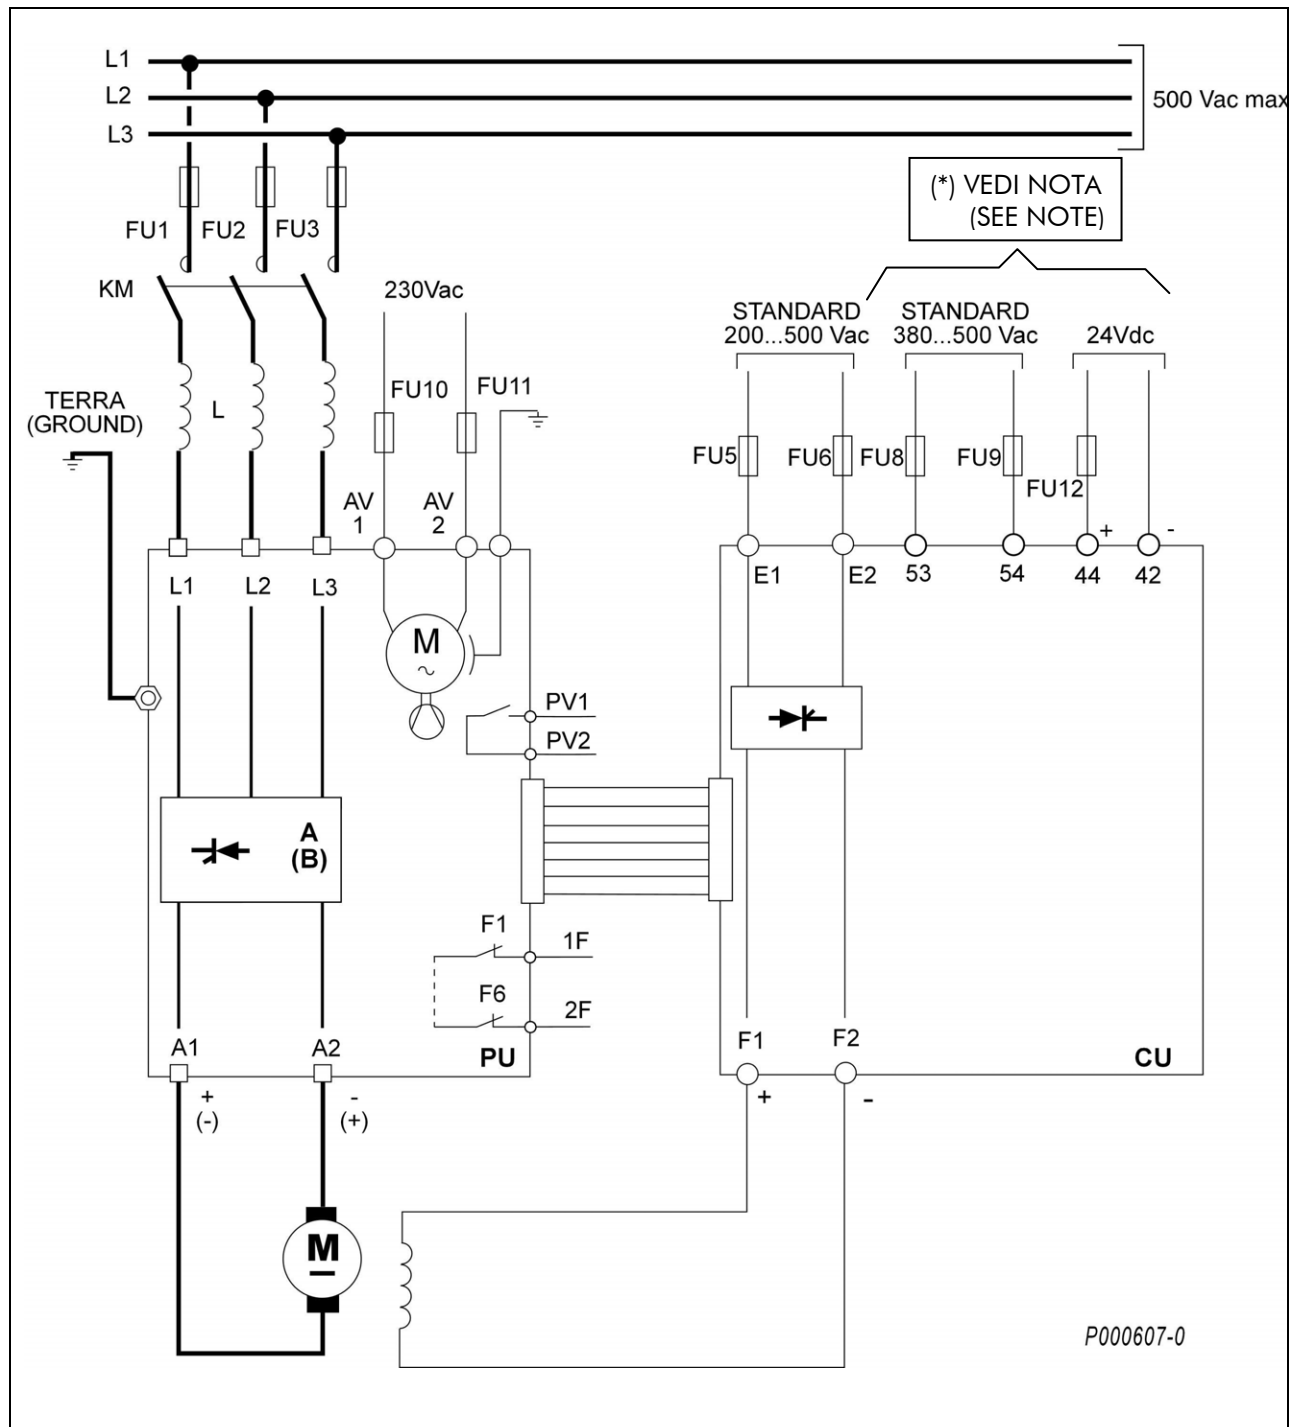 L1
L2
L3
500 Vac max
(*) VEDI NOTA
(SEE NOTE)
FU1
FU2
FU3
KM
230Vac
STANDARD
200...500 Vac
STANDARD
380...500 Vac
24Vdc
TERRA
(GROUND)
L
FU10
FU11
FU5
FU6
FU8
FU9
FU12
AV
1
AV
2
+
-
L1
L2
L3
E1
E2
53
54
44
42
M
~
PV1
PV2
A
(B)
F1
1F
F6
2F
A1
A2
PU
F1
F2
CU
+
(-)
-
(+)
+
-
M
P000607-0